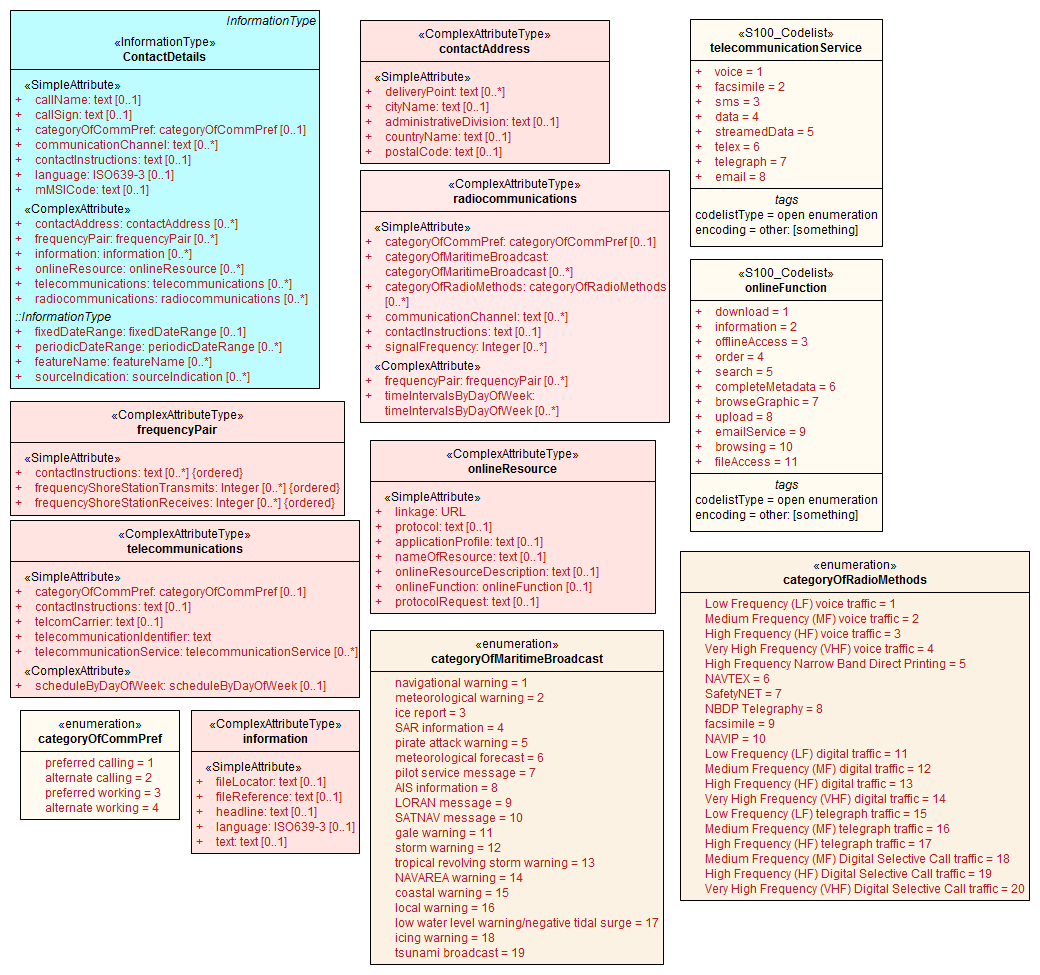 InformationType
«InformationType»
ContactDetails
«SimpleAttribute»
+ callName: text [0..1]
+ callSign: text [0..1]
+ categoryOfCommPref: categoryOfCommPref [0..1]
+ communicationChannel: text [0..*]
+ contactInstructions: text [0..1]
+ language: ISO639-3 [0..1]
+ mMSICode: text [0..1]
«ComplexAttribute»
+ contactAddress: contactAddress [0..*]
+ frequencyPair: frequencyPair [0..*]
+ information: information [0..*]
+ onlineResource: onlineResource [0..*]
+ telecommunications: telecommunications [0..*]
+ radiocommunications: radiocommunications [0..*]
::InformationType
+ fixedDateRange: fixedDateRange [0..1]
+ periodicDateRange: periodicDateRange [0..*]
+ featureName: featureName [0..*]
+ sourceIndication: sourceIndication [0..*]
«ComplexAttributeType»
frequencyPair
«SimpleAttribute»
+ contactInstructions: text [0..*] {ordered}
+ frequencyShoreStationTransmits: Integer [0..*] {ordered}
+ frequencyShoreStationReceives: Integer [0..*] {ordered}
«ComplexAttributeType»
telecommunications
«SimpleAttribute»
+ categoryOfCommPref: categoryOfCommPref [0..1]
+ contactInstructions: text [0..1]
+ telcomCarrier: text [0..1]
+ telecommunicationIdentifier: text
+ telecommunicationService: telecommunicationService [0..*]
«ComplexAttribute»
+ scheduleByDayOfWeek: scheduleByDayOfWeek [0..1]
«enumeration»
categoryOfCommPref
preferred calling = 1
alternate calling = 2
preferred working = 3
alternate working = 4
«ComplexAttributeType»
information
«SimpleAttribute»
+ fileLocator: text [0..1]
+ fileReference: text [0..1]
+ headline: text [0..1]
+ language: ISO639-3 [0..1]
+ text: text [0..1]
«ComplexAttributeType»
contactAddress
«SimpleAttribute»
+ deliveryPoint: text [0..*]
+ cityName: text [0..1]
+ administrativeDivision: text [0..1]
+ countryName: text [0..1]
+ postalCode: text [0..1]
«ComplexAttributeType»
radiocommunications
«SimpleAttribute»
+ categoryOfCommPref: categoryOfCommPref [0..1]
+ categoryOfMaritimeBroadcast:
categoryOfMaritimeBroadcast [0..*]
+ categoryOfRadioMethods: categoryOfRadioMethods
[0..*]
+ communicationChannel: text [0..*]
+ contactInstructions: text [0..1]
+ signalFrequency: Integer [0..*]
«ComplexAttribute»
+ frequencyPair: frequencyPair [0..*]
+ timeIntervalsByDayOfWeek:
timeIntervalsByDayOfWeek [0..*]
«ComplexAttributeType»
onlineResource
«SimpleAttribute»
+ linkage: URL
+ protocol: text [0..1]
+ applicationProfile: text [0..1]
+ nameOfResource: text [0..1]
+ onlineResourceDescription: text [0..1]
+ onlineFunction: onlineFunction [0..1]
+ protocolRequest: text [0..1]
«enumeration»
categoryOfMaritimeBroadcast
navigational warning = 1
meteorological warning = 2
ice report = 3
SAR information = 4
pirate attack warning = 5
meteorological forecast = 6
pilot service message = 7
AIS information = 8
LORAN message = 9
SATNAV message = 10
gale warning = 11
storm warning = 12
tropical revolving storm warning = 13
NAVAREA warning = 14
coastal warning = 15
local warning = 16
low water level warning/negative tidal surge = 17
icing warning = 18
tsunami broadcast = 19
«S100_Codelist»
telecommunicationService
+ voice = 1
+ facsimile = 2
+ sms = 3
+ data = 4
+ streamedData = 5
+ telex = 6
+ telegraph = 7
+ email = 8
tags
codelistType = open enumeration
encoding = other: [something]
«S100_Codelist»
onlineFunction
+ download = 1
+ information = 2
+ offlineAccess = 3
+ order = 4
+ search = 5
+ completeMetadata = 6
+ browseGraphic = 7
+ upload = 8
+ emailService = 9
+ browsing = 10
+ fileAccess = 11
tags
codelistType = open enumeration
encoding = other: [something]
«enumeration»
categoryOfRadioMethods
Low Frequency (LF) voice traffic = 1
Medium Frequency (MF) voice traffic = 2
High Frequency (HF) voice traffic = 3
Very High Frequency (VHF) voice traffic = 4
High Frequency Narrow Band Direct Printing = 5
NAVTEX = 6
SafetyNET = 7
NBDP Telegraphy = 8
facsimile = 9
NAVIP = 10
Low Frequency (LF) digital traffic = 11
Medium Frequency (MF) digital traffic = 12
High Frequency (HF) digital traffic = 13
Very High Frequency (VHF) digital traffic = 14
Low Frequency (LF) telegraph traffic = 15
Medium Frequency (MF) telegraph traffic = 16
High Frequency (HF) telegraph traffic = 17
Medium Frequency (MF) Digital Selective Call traffic = 18
High Frequency (HF) Digital Selective Call traffic = 19
Very High Frequency (VHF) Digital Selective Call traffic = 20